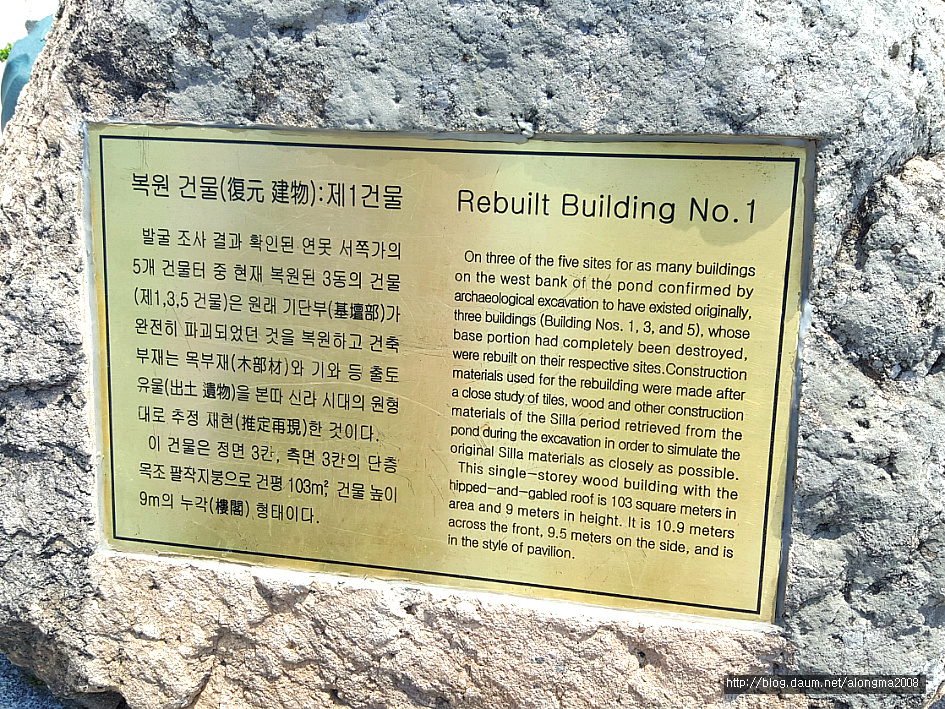 복원 건물(復元 建物):제1건물
발굴 조사 결과 확인된 연못 서쪽가의
5개 건물터 중 현재 복원된 3동의 건물
(제1,3,5 건물)은 원래 기단부(基壇部)가
완전히 파괴되었던 것을 복원하고 건축
부재는 목부재(木部材)와 기와 등 출토
유물(出土 遺物)을 본따 신라 시대의 원형
대로 추정 재현(推定再現)한 것이다.
이 건물은 정면 3칸, 측면 3칸의 단층
목조 팔작지붕으로 건평 103㎡, 건물 높이
9m의 누각(樓閣) 형태이다.
Rebuilt Building No.1
On three of the five sites for as many buildings
on the west bank of the pond confirmed by
archaeological excavation to have existed originally,
three buildings (Building Nos. 1, 3, and 5), whose
base portion had completely been destroyed,
were rebuilt on their respective sites.Construction
materials used for the rebuilding were made after
a close study of tiles, wood and other construction
materials of the Silla period retrieved from the
pond during the excavation in order to simulate the
original Silla materials as closely as possible.
This single-storey wood building with the
hipped-and-gabled roof is 103 square meters in
area and 9 meters in height. It is 10.9 meters
across the front, 9.5 meters on the side, and is
in the style of pavilion.
http://blog.daum.net/alongma2008